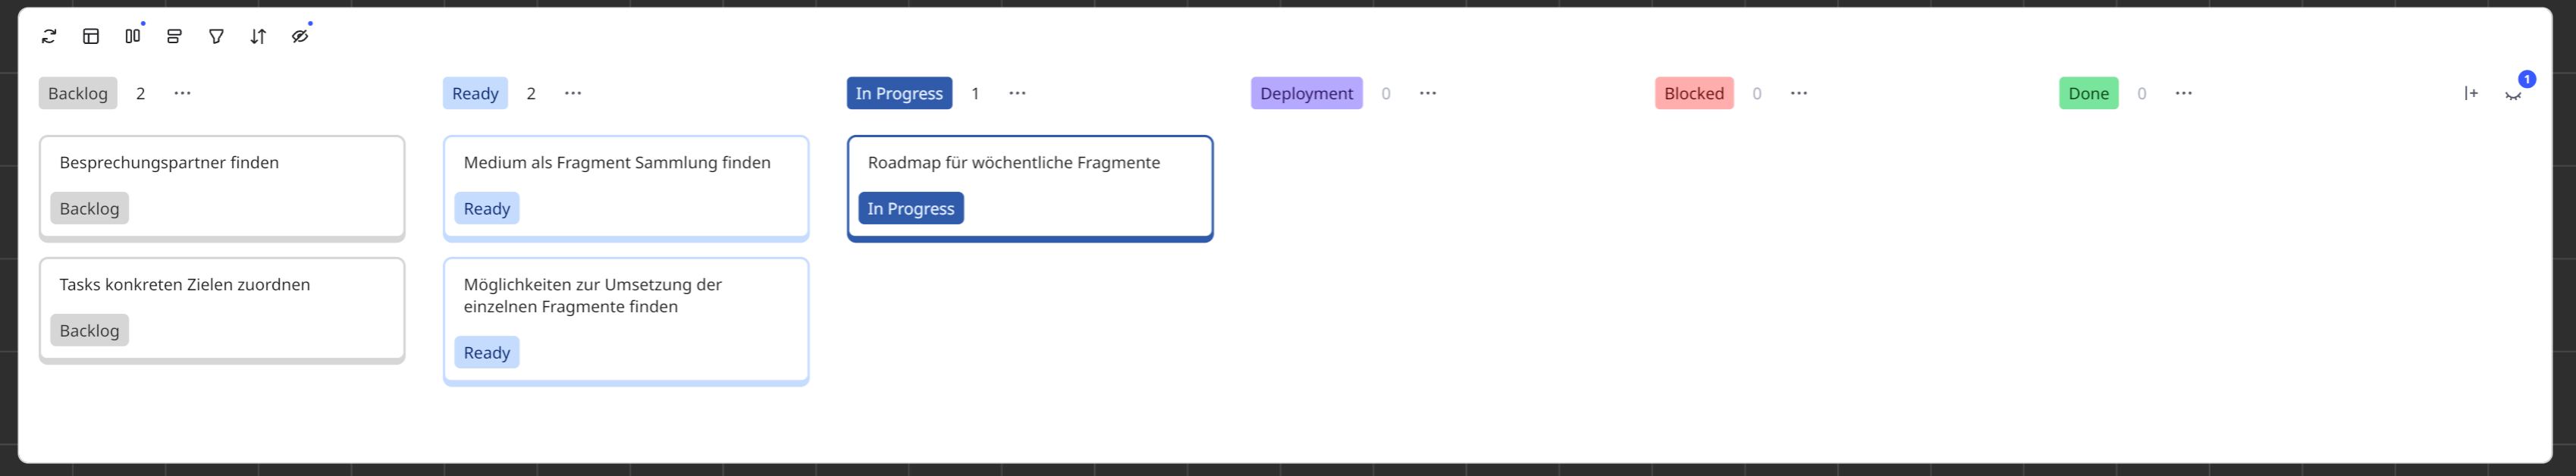 1
Backlog 2 ...
Ready 2 ...
In Progress 1 ...
Deployment 0 ...
Blocked 0 ...
Done 0 ...
Besprechungspartner finden
Backlog
Tasks konkreten Zielen zuordnen
Backlog
Medium als Fragment Sammlung finden
Ready
Möglichkeiten zur Umsetzung der
einzelnen Fragmente finden
Ready
Roadmap für wöchentliche Fragmente
In Progress